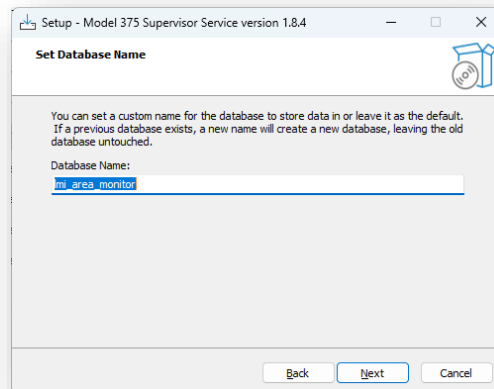 Setup - Model 375 Supervisor Service version 1.8.4
Set Database Name
You can set a custom name for the database to store data in or leave it as the default.
If a previous database exists, a new name will create a new database, leaving the old
database untouched.
Database Name:
lmi_area_monitor
Back
Next
Cancel